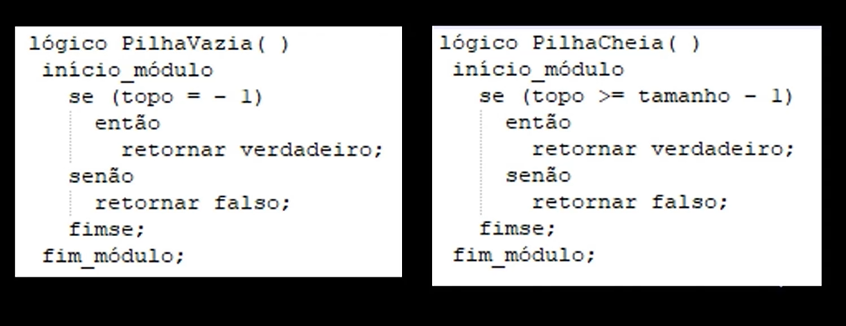 lógico PilhaVazia( )
início_módulo
se (topo = - 1)
então
retornar verdadeiro;
senão
retornar falso;
fimse;
fim_módulo;
lógico PilhaCheia( )
início_módulo
se (topo >= tamanho - 1)
então
retornar verdadeiro;
senão
retornar falso;
fimse;
fim_módulo;